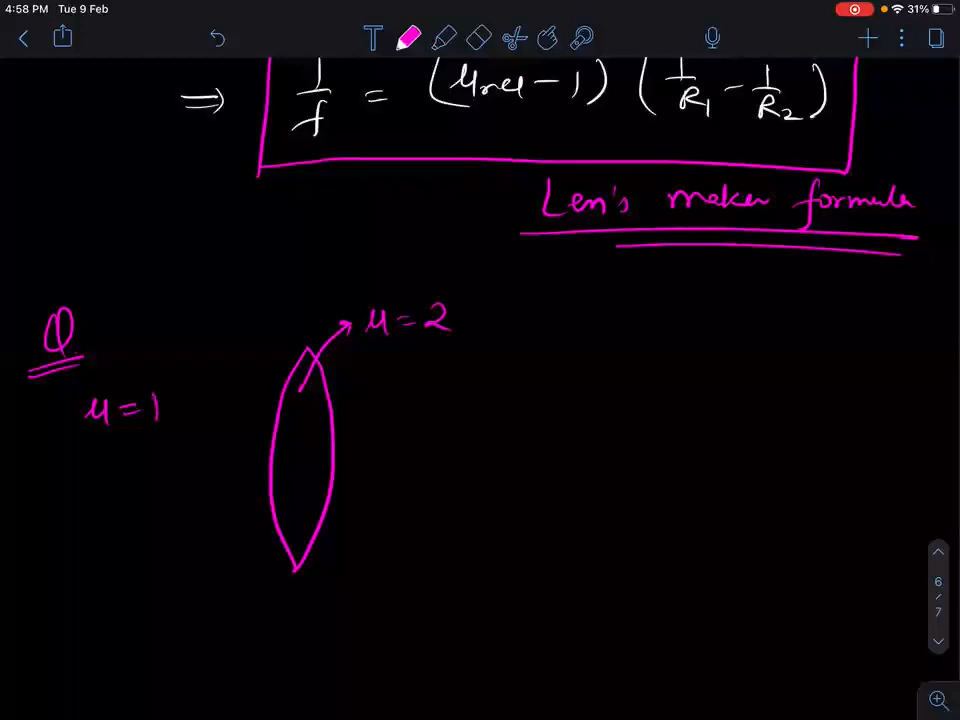 4:58 PM Tue 9 Feb 31%
⇒ 1/f = (μrel - 1) (1/R1 - 1/R2)
Len's maker formula
Q
μ = 2
μ = 1
6
/
7